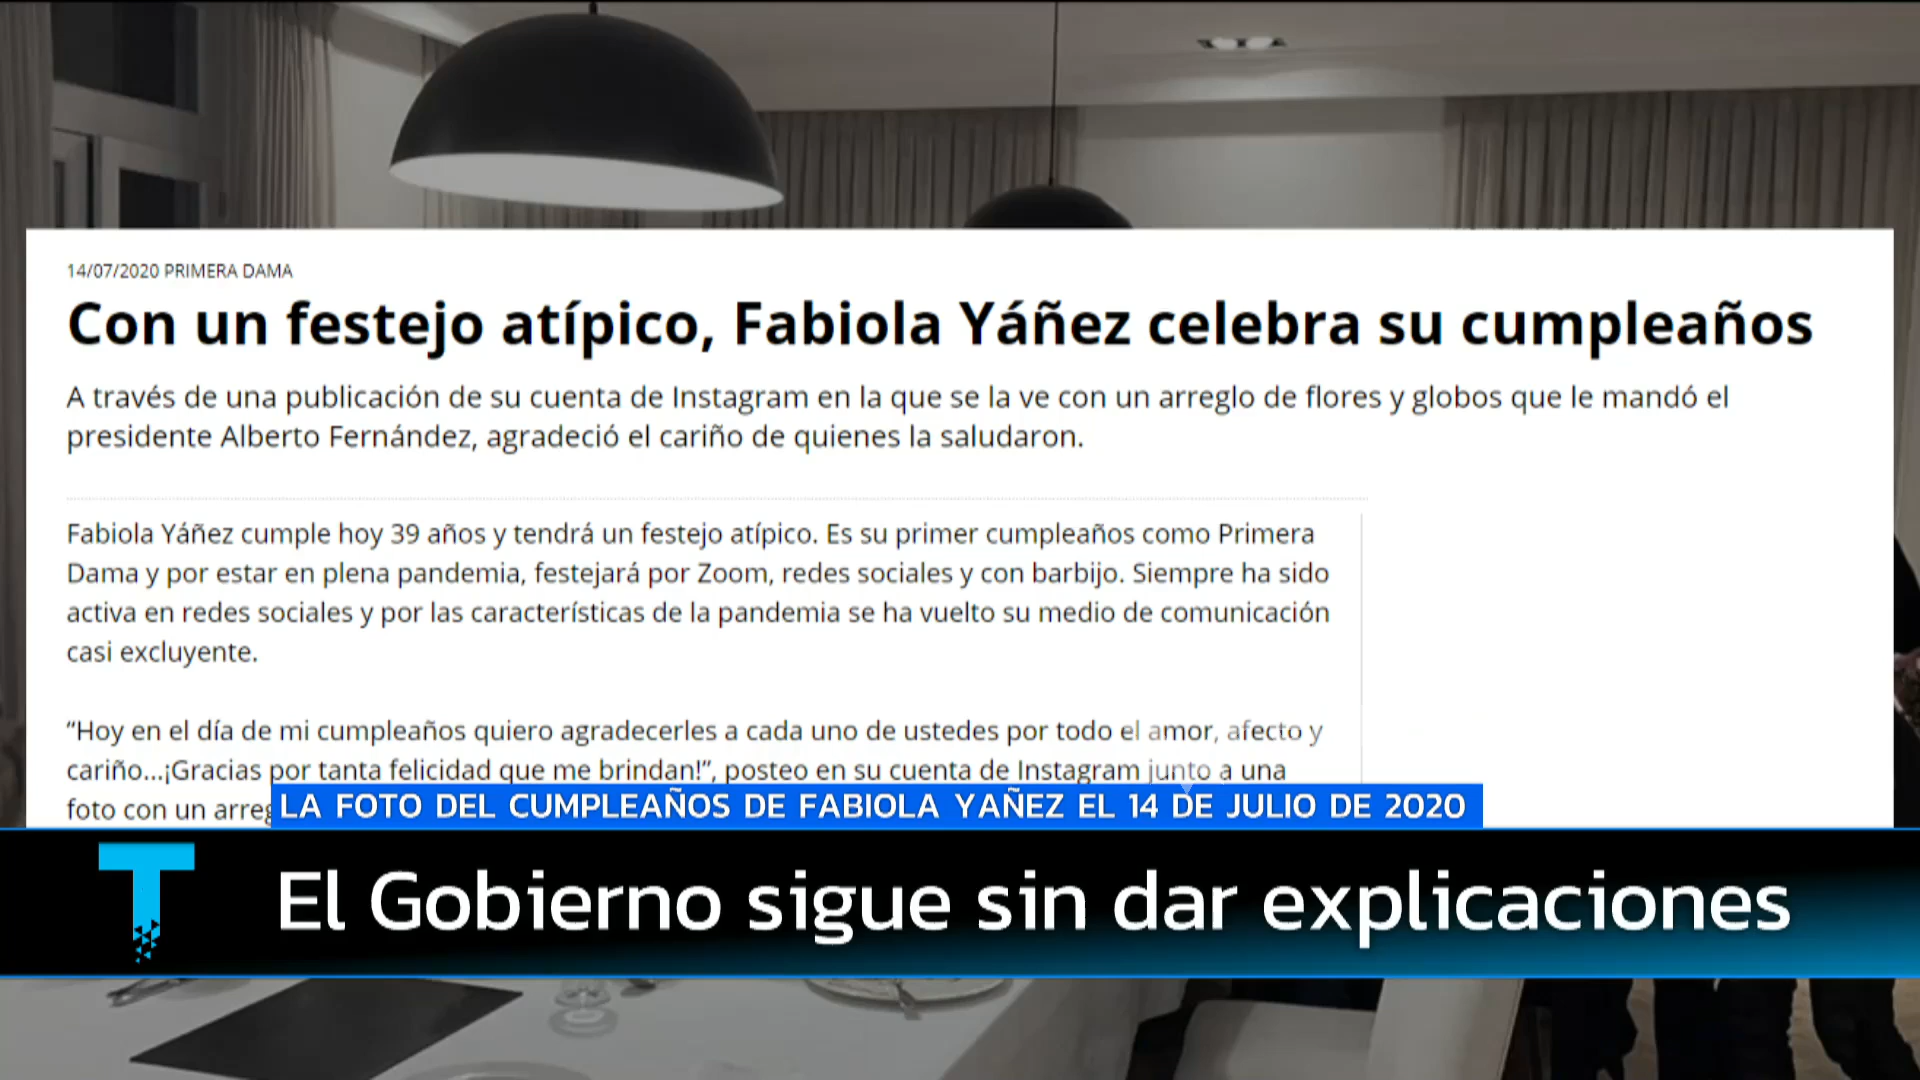 14/07/2020 PRIMERA DAMA
Con un festejo atípico, Fabiola Yáñez celebra su cumpleaños
A través de una publicación de su cuenta de Instagram en la que se la ve con un arreglo de flores y globos que le mandó el
presidente Alberto Fernández, agradeció el cariño de quienes la saludaron.
Fabiola Yáñez cumple hoy 39 años y tendrá un festejo atípico. Es su primer cumpleaños como Primera
Dama y por estar en plena pandemia, festejará por Zoom, redes sociales y con barbijo. Siempre ha sido
activa en redes sociales y por las características de la pandemia se ha vuelto su medio de comunicación
casi excluyente.
“Hoy en el día de mi cumpleaños quiero agradecerles a cada uno de ustedes por todo el amor, afecto y
cariño...¡Gracias por tanta felicidad que me brindan!”, posteo en su cuenta de Instagram junto a una
foto con un arreg
LA FOTO DEL CUMPLEAÑOS DE FABIOLA YAÑEZ EL 14 DE JULIO DE 2020
T El Gobierno sigue sin dar explicaciones